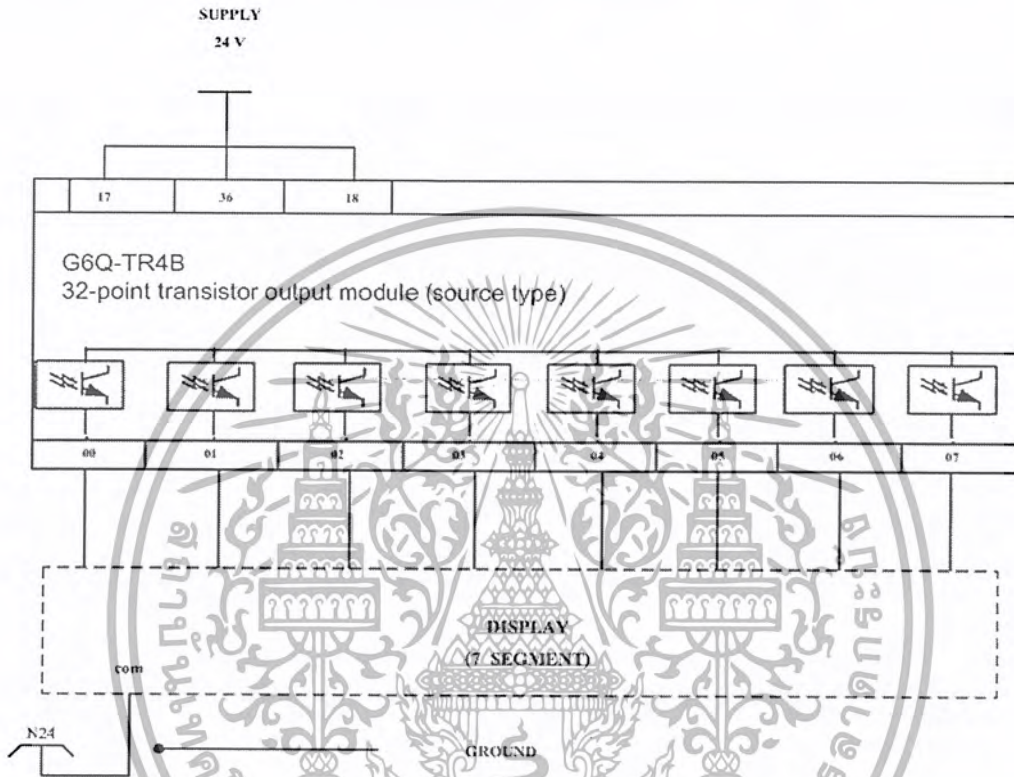 SUPPLY
24 V
17 36 18
G6Q-TR4B
32-point transistor output module (source type)
00 01 02 03 04 05 06 07
DISPLAY
(7 SEGMENT)
com
N24
GROUND